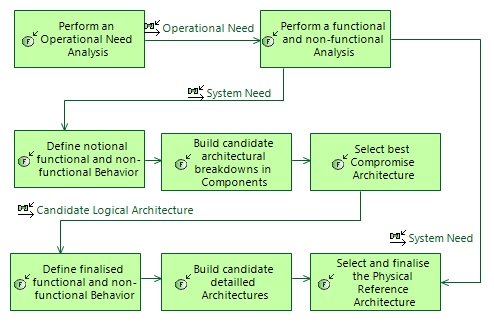 Perform an
Operational Need
Analysis
Operational Need
Perform a functional
and non-functional
Analysis
System Need
Define notional
functional and non-
functional Behavior
Build candidate
architectural
breakdowns in
Components
Select best
Compromise
Architecture
Candidate Logical Architecture
System Need
Define finalised
functional and non-
functional Behavior
Build candidate
detailled
Architectures
Select and finalise
the Physical
Reference
Architecture